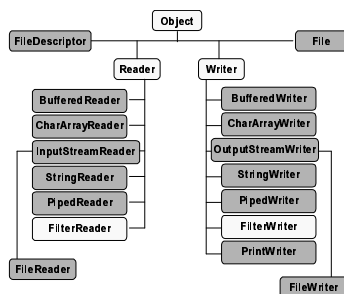 Object
FileDescriptor
File
Reader
Writer
BufferedReader
CharArrayReader
InputStreamReader
StringReader
PipedReader
FilterReader
FileReader
BufferedWriter
CharArrayWriter
OutputStreamWriter
StringWriter
PipedWriter
FilterWriter
PrintWriter
FileWriter